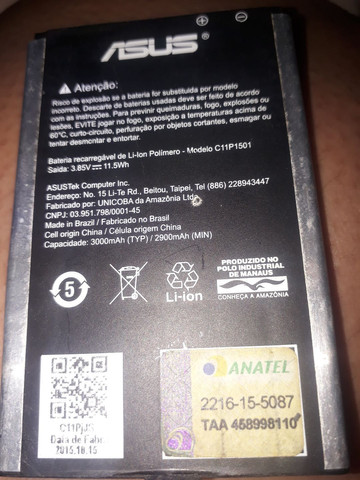 ASUS®
Atenção:
Risco de explosão se a bateria for substituída por modelo
incorreto. Descarte de baterias usadas deve ser feito de acordo
com as instruções. Para prevenir queimaduras, fogo, explosões ou
lesões, EVITE jogar no fogo, exposição a temperaturas acima de
60°C, curto-circuito, perfuração por objetos cortantes, esmagar ou
tentar desmontar e entortar.
Bateria recarregável de Li-Ion Polímero - Modelo C11P1501
Saída: 3.85V 11.5Wh
ASUSTek Computer Inc.
Endereço: No. 15 Li-Te Rd., Beitou, Taipei, Tel (886) 228943447
Fabricado por: UNICOBA da Amazônia Ltda
CNPJ: 03.951.798/0001-45
Made in Brazil / Fabricado no Brasil
Cell origin China / Célula origem China
Capacidade: 3000mAH (TYP) / 2900mAH (MIN)
5
Li-ion
PRODUZIDO NO
POLO INDUSTRIAL
DE MANAUS
CONHEÇA A AMAZÔNIA
ANATEL
2216-15-5087
TAA 458998110
Data de Fabr
2015.10.15